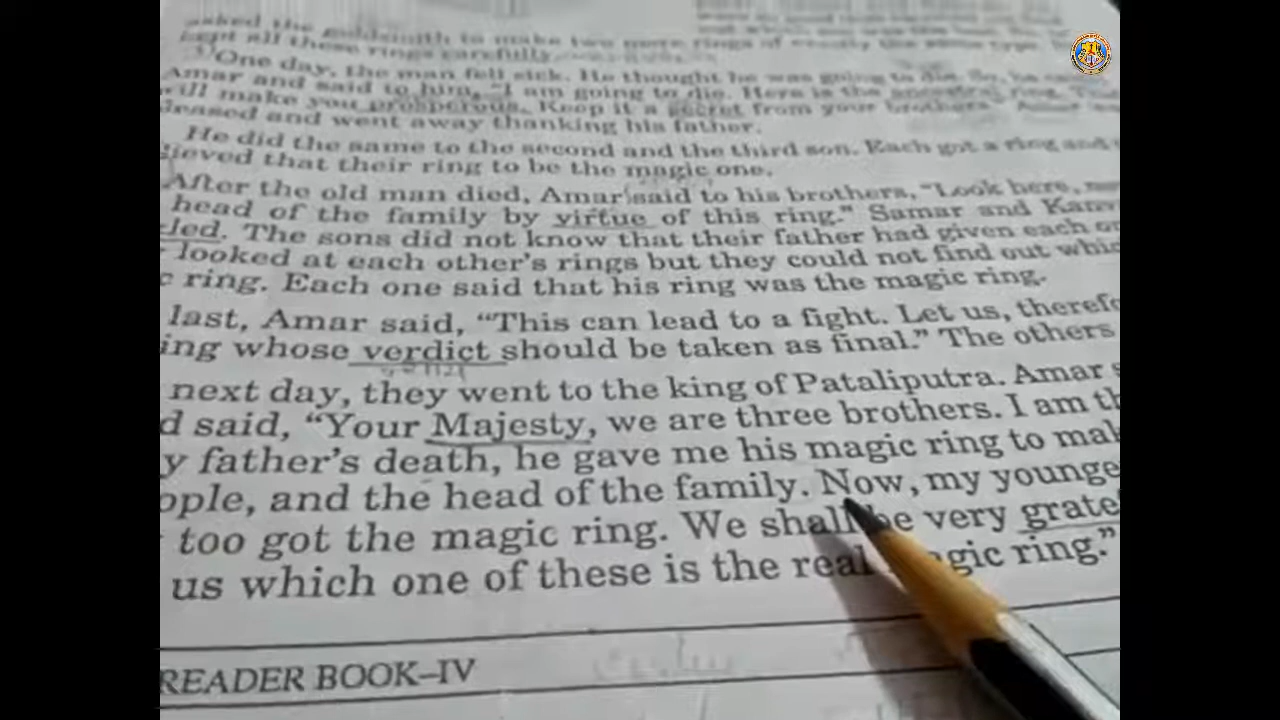 asked the goldsmith to make two more rings of exactly the same type
kept all these rings carefully.
One day, the man fell sick. He thought he was going to die. So, he
Amar and said to him, "I am going to die. Here is the ancestral ring.
will make you prosperous. Keep it a secret from your brothers." Amar
pleased and went away thanking his father.
He did the same to the second and the third son. Each got a ring and
lieved that their ring to be the magic one.
After the old man died, Amar said to his brothers, "Look here,
head of the family by virtue of this ring." Samar and
led. The sons did not know that their father had given each
looked at each other's rings but they could not find out
c ring. Each one said that his ring was the magic ring.
last, Amar said, "This can lead to a fight. Let us, therefo
ing whose verdict should be taken as final." The others
next day, they went to the king of Pataliputra. Amar s
d said, "Your Majesty, we are three brothers. I am th
y father's death, he gave me his magic ring to mak
ople, and the head of the family. Now, my younge
too got the magic ring. We shall be very grate
us which one of these is the real magic ring."
READER BOOK–IV